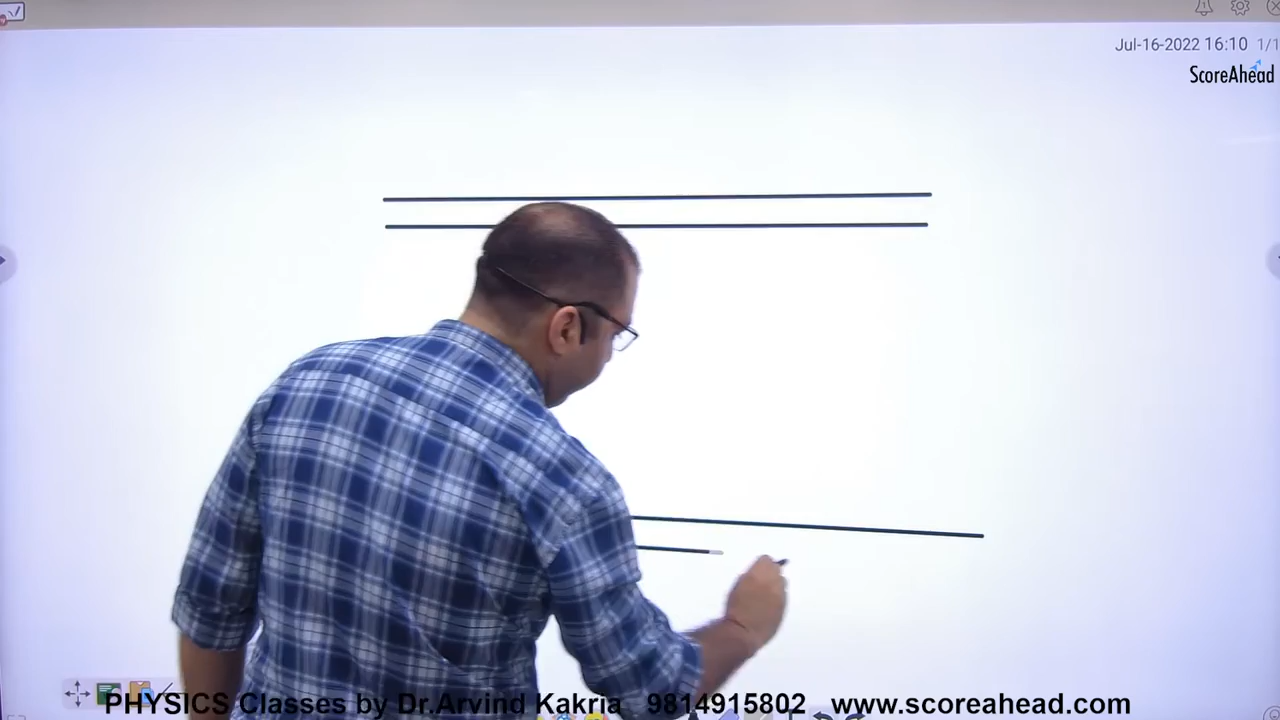 Jul-16-2022 16:10 1/1
ScoreAhead
PHYSICS Classes by Dr.Arvind Kakria 9814915802 www.scoreahead.com